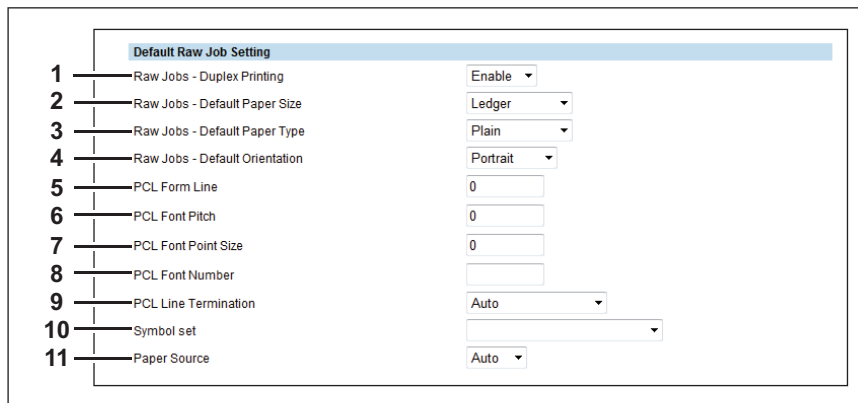 Default Raw Job Setting
1 Raw Jobs - Duplex Printing Enable
2 Raw Jobs - Default Paper Size Ledger
3 Raw Jobs - Default Paper Type Plain
4 Raw Jobs - Default Orientation Portrait
5 PCL Form Line 0
6 PCL Font Pitch 0
7 PCL Font Point Size 0
8 PCL Font Number
9 PCL Line Termination Auto
10 Symbol set
11 Paper Source Auto